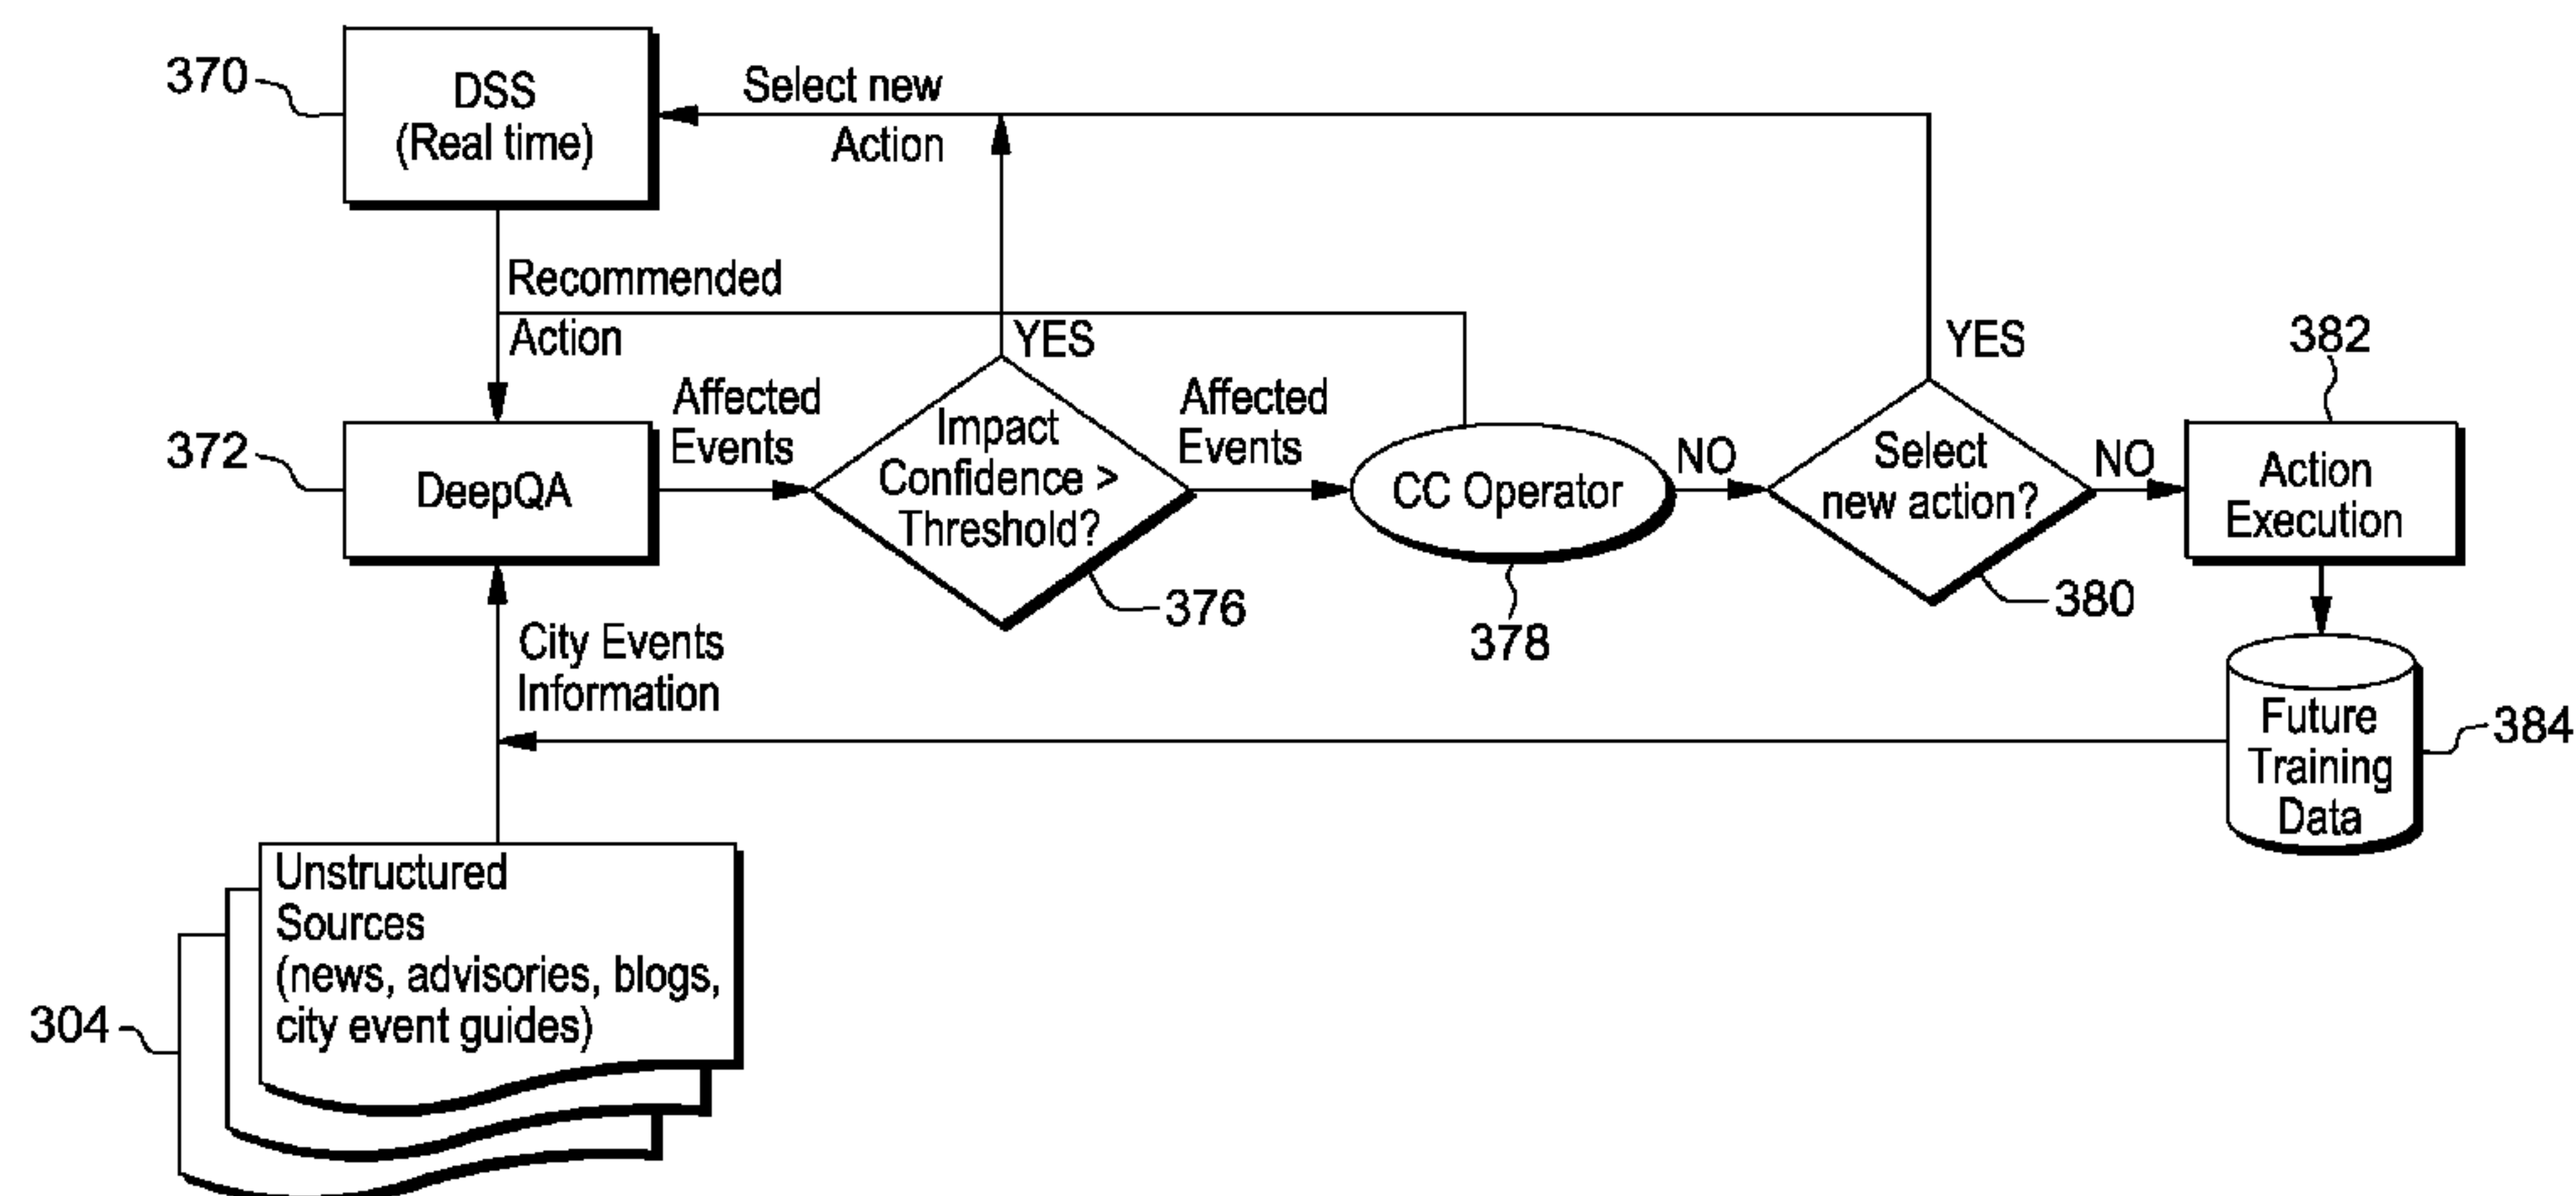 370
DSS
(Real time)
Select new
Action
Recommended
Action
YES
YES
382
372
DeepQA
Affected
Events
Impact
Confidence >
Threshold?
376
Affected
Events
CC Operator
378
NO
Select
new action?
380
NO
Action
Execution
City Events
Information
Future
Training
Data
384
Unstructured
Sources
(news, advisories, blogs,
city event guides)
304